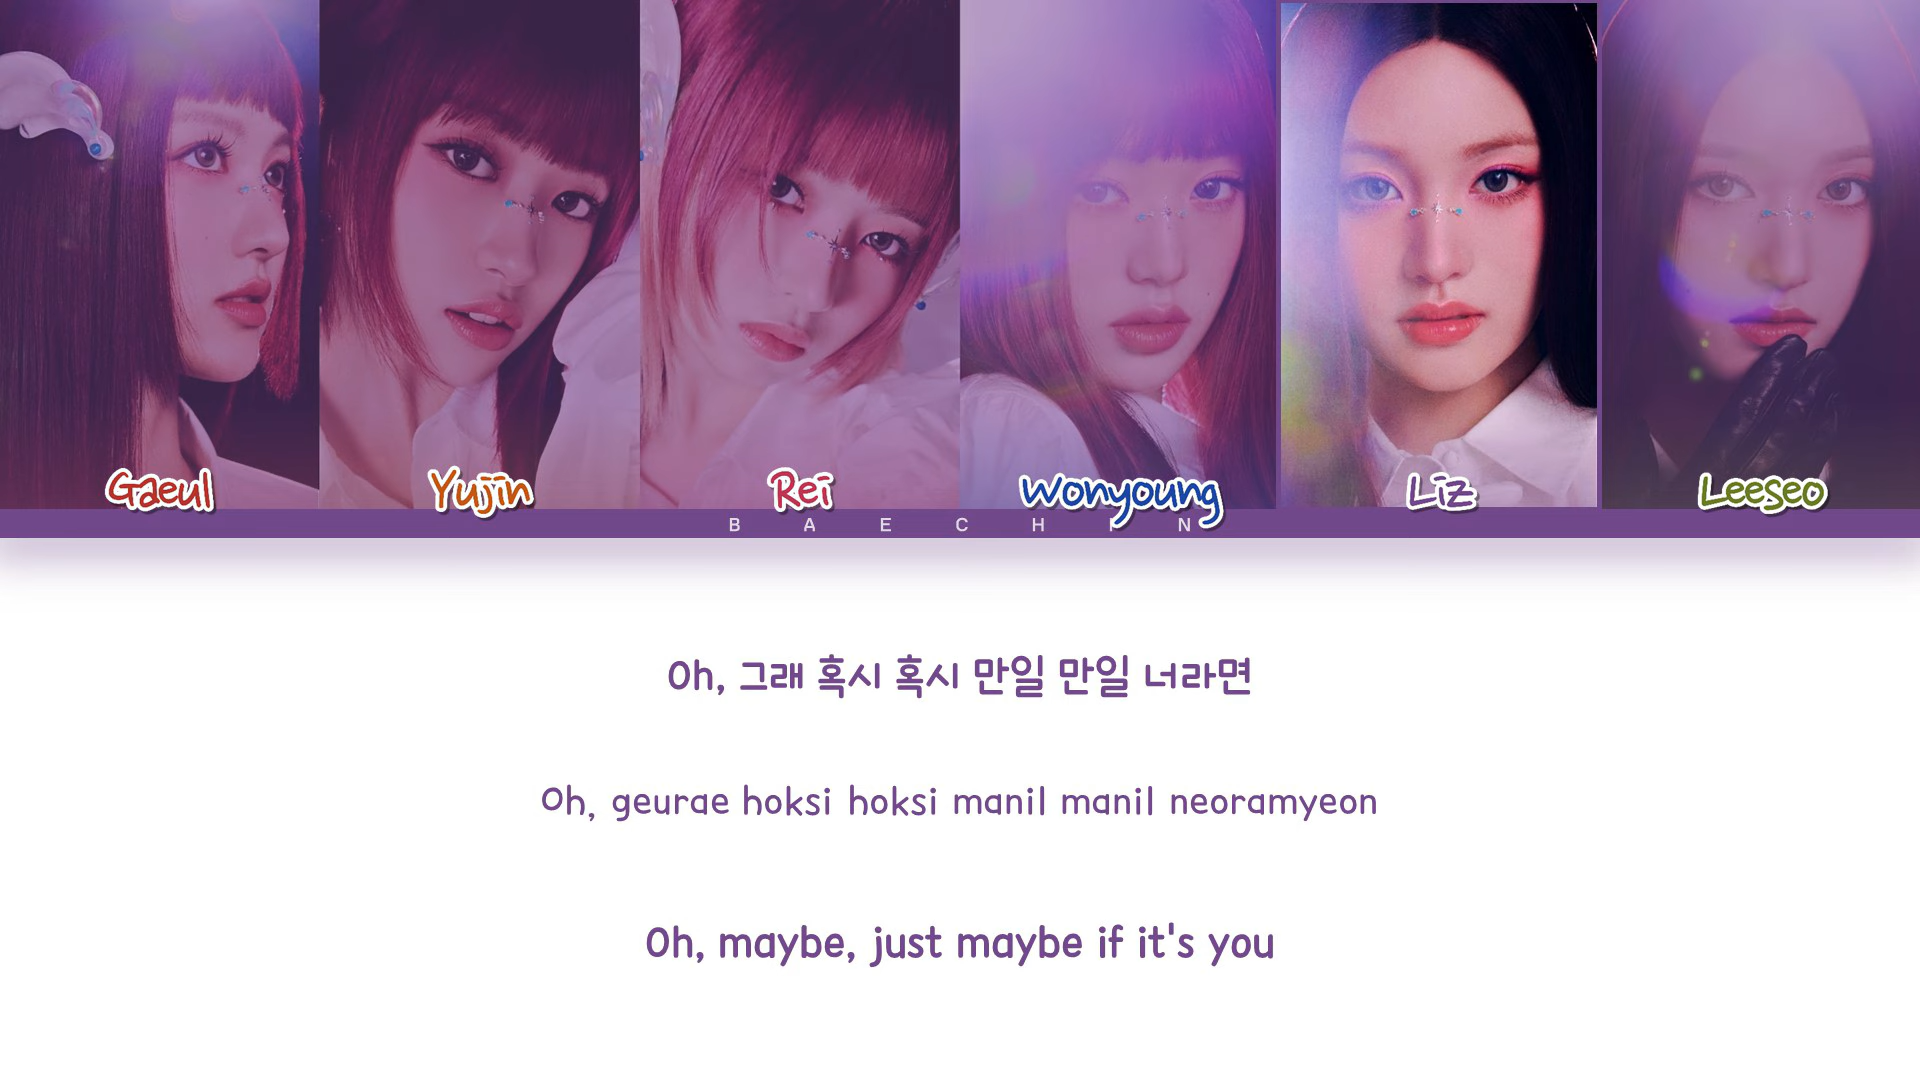 Gaeul Yujin Rei Wonyoung Liz Leeseo
B A E C H I N
Oh, 그래 혹시 혹시 만일 만일 너라면
Oh, geurae hoksi hoksi manil manil neoramyeon
Oh, maybe, just maybe if it's you